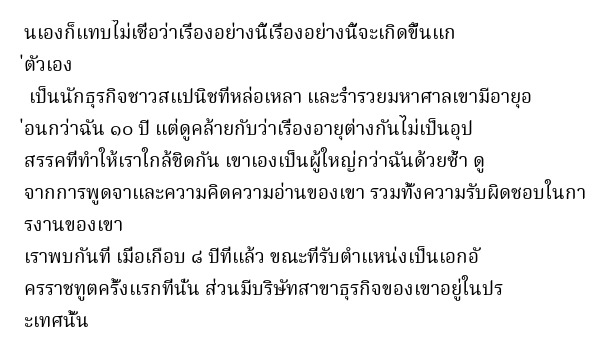 นเองก็แทบไม่เชื่อว่าเรื่องอย่างนี้เรื่องอย่างนี้จะเกิดขึ้นแก
่ตัวเอง
เป็นนักธุรกิจชาวสแปนิชที่หล่อเหลา และร่ำรวยมหาศาลเขามีอายุอ
่อนกว่าฉัน ๑๐ ปี แต่ดูคล้ายกับว่าเรื่องอายุต่างกันไม่เป็นอุป
สรรคที่ทำให้เราใกล้ชิดกัน เขาเองเป็นผู้ใหญ่กว่าฉันด้วยซ้ำ ดู
จากการพูดจาและความคิดความอ่านของเขา รวมทั้งความรับผิดชอบในกา
รงานของเขา
เราพบกันที่ เมื่อเกือบ ๘ ปีที่แล้ว ขณะที่รับตำแหน่งเป็นเอกอั
ครราชทูตครั้งแรกที่นั่น ส่วนมีบริษัทสาขาธุรกิจของเขาอยู่ในปร
ะเทศนั้น